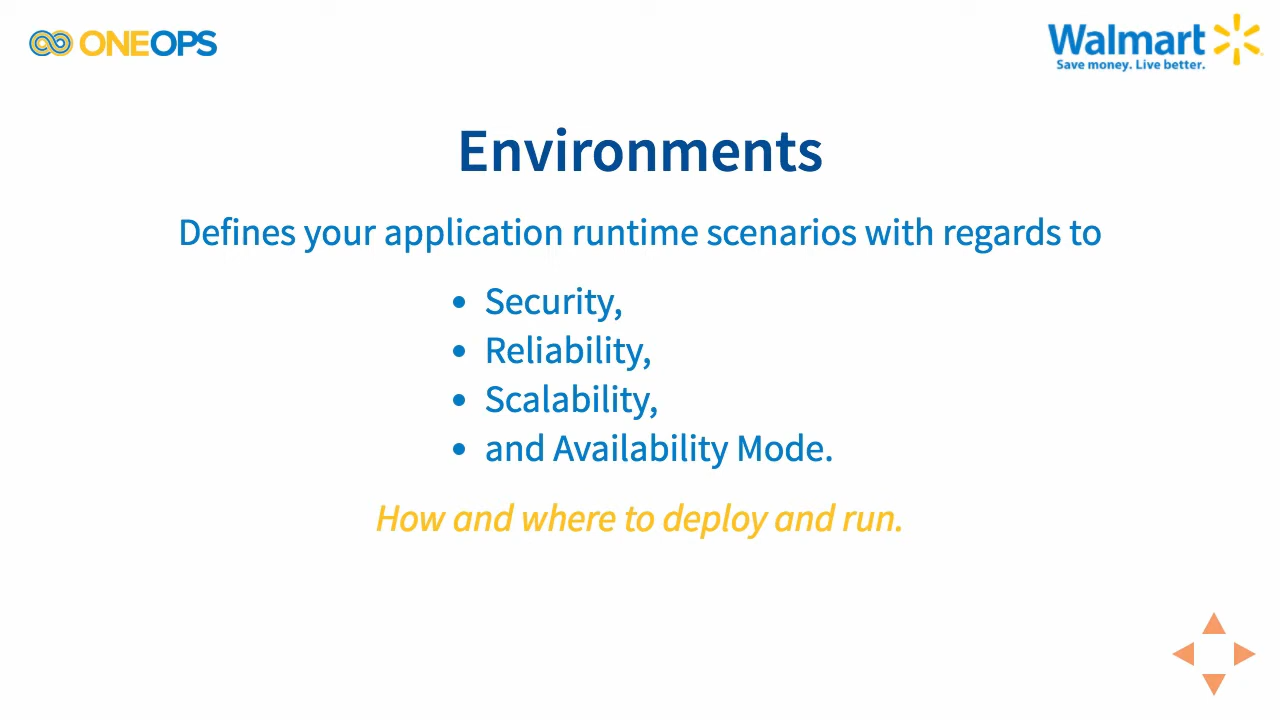 ONEOPS
Walmart
Save money. Live better.
Environments
Defines your application runtime scenarios with regards to
• Security,
• Reliability,
• Scalability,
• and Availability Mode.
How and where to deploy and run.